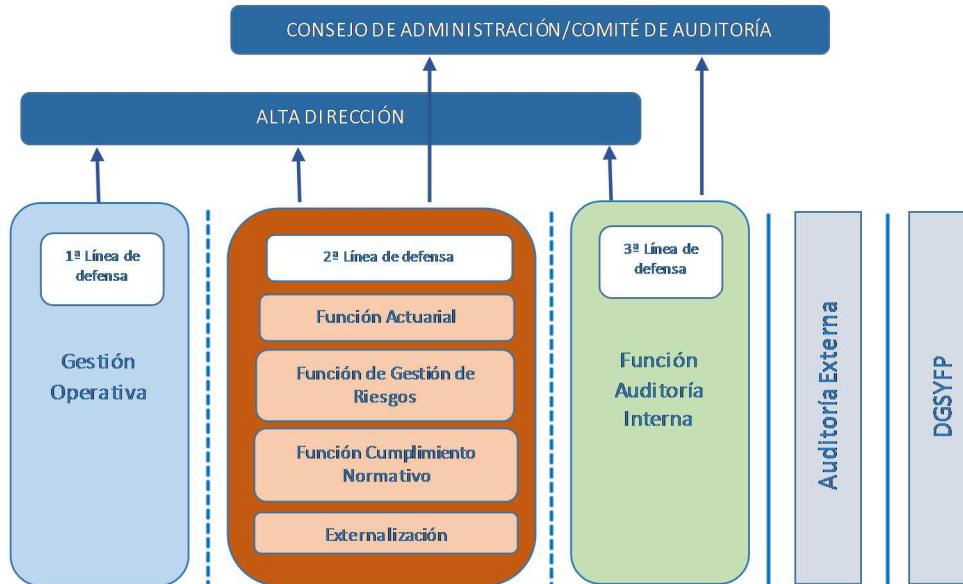 CONSEJO DE ADMINISTRACIÓN/COMITÉ DE AUDITORÍA
ALTA DIRECCIÓN
1ª Línea de
defensa
Gestión
Operativa
2ª Línea de defensa
Función Actuarial
Función de Gestión de
Riesgos
Función Cumplimiento
Normativo
Externalización
3ª Línea de
defensa
Función
Auditoría
Interna
Auditoría Externa
DGSYFP